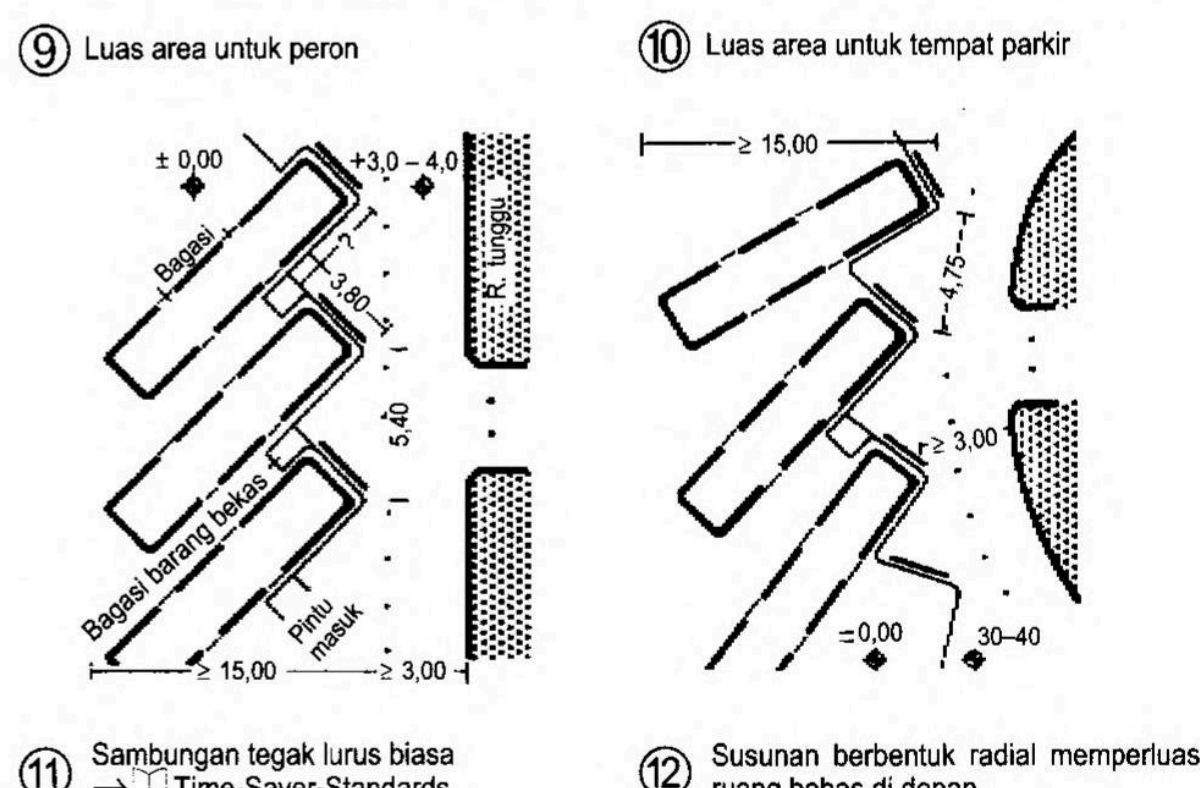 9 Luas area untuk peron
10 Luas area untuk tempat parkir
± 0,00
+3,0 – 4,0
Bagasi
R. tunggu
2
3,80
5,40
Bagasi barang bekas
Pintu
masuk
≥ 15,00
≥ 3,00
≥ 15,00
4,75
r ≥ 3,00
=0,00
30–40
11 Sambungan tegak lurus biasa
→ Time-Saver-Standards
12 Susunan berbentuk radial memperluas
ruang bebas di depan